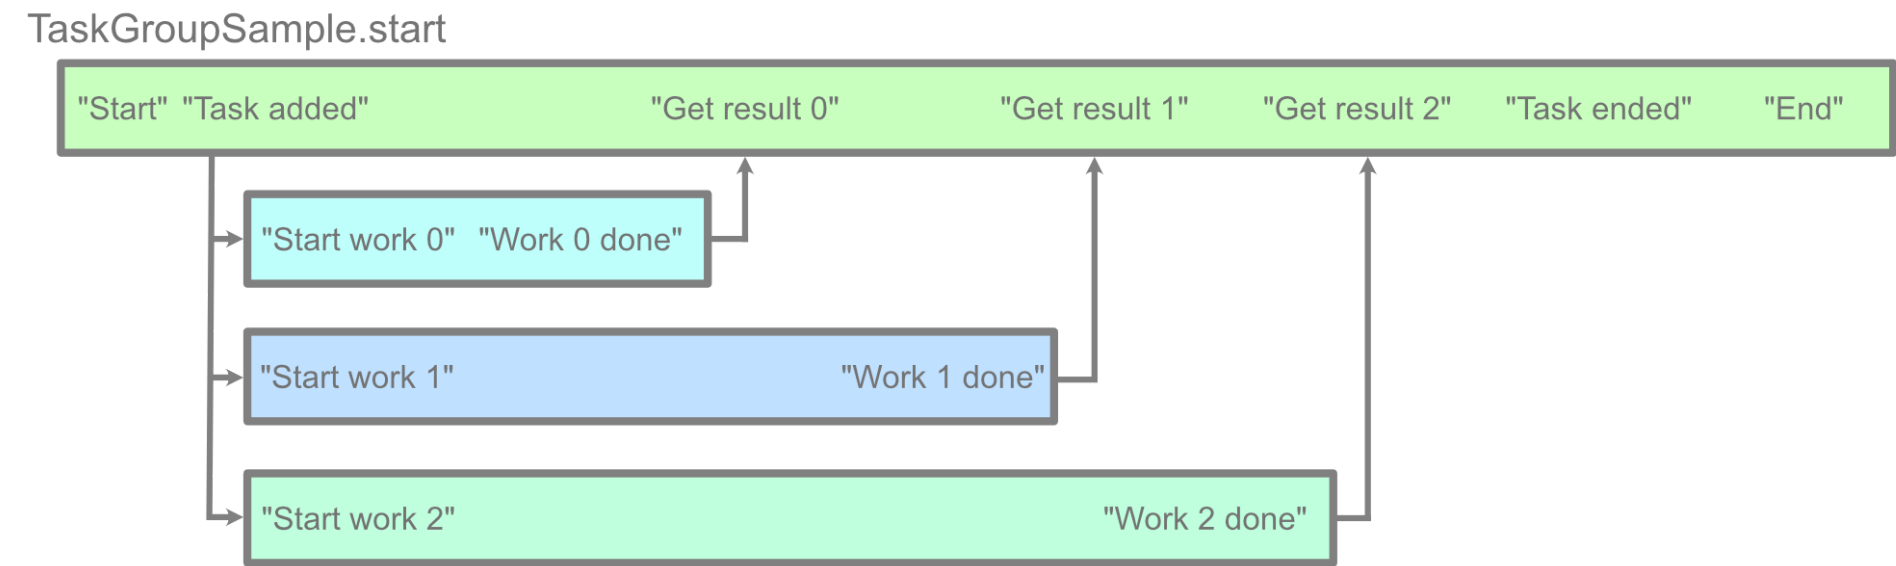 TaskGroupSample.start
"Start" "Task added" "Get result 0" "Get result 1" "Get result 2" "Task ended" "End"
"Start work 0" "Work 0 done"
"Start work 1" "Work 1 done"
"Start work 2" "Work 2 done"